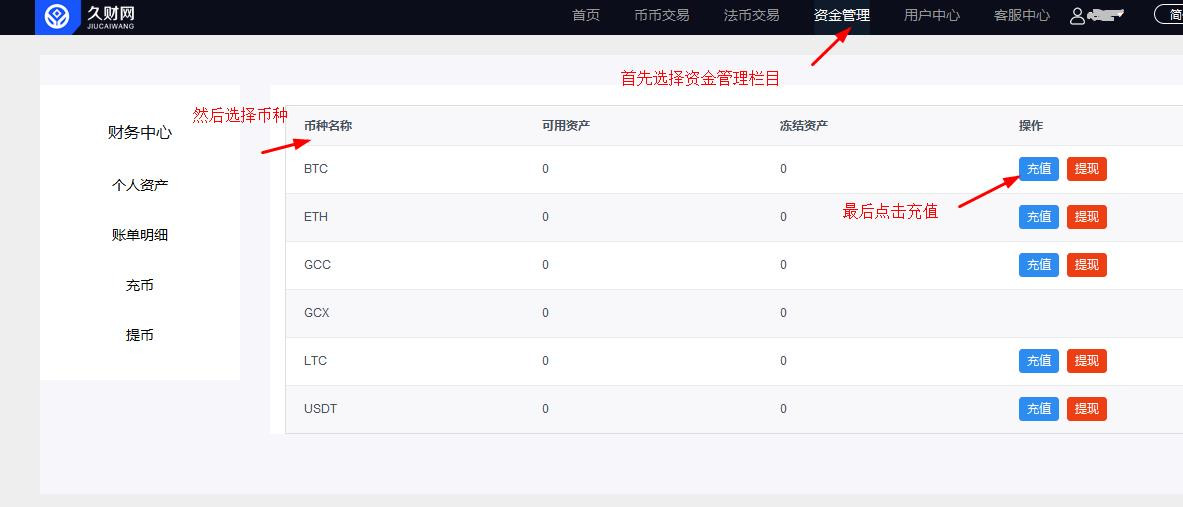 久财网
JIUCAIWANG
首页 币币交易 法币交易 资金管理 用户中心 客服中心 简
首先选择资金管理栏目
然后选择币种
财务中心
个人资产
账单明细
充币
提币
币种名称 可用资产 冻结资产 操作
BTC 0 0 充值 提现
最后点击充值
ETH 0 0 充值 提现
GCC 0 0 充值 提现
GCX 0 0
LTC 0 0 充值 提现
USDT 0 0 充值 提现